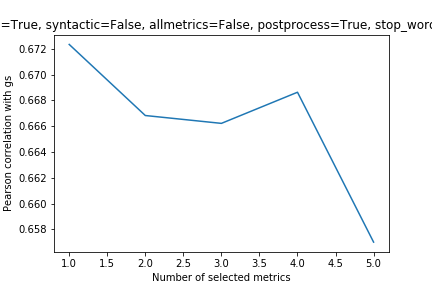 =True, syntactic=False, allmetrics=False, postprocess=True, stop_word
0.672
0.670
0.668
0.666
0.664
0.662
0.660
0.658
Pearson correlation with gs
1.0 1.5 2.0 2.5 3.0 3.5 4.0 4.5 5.0
Number of selected metrics